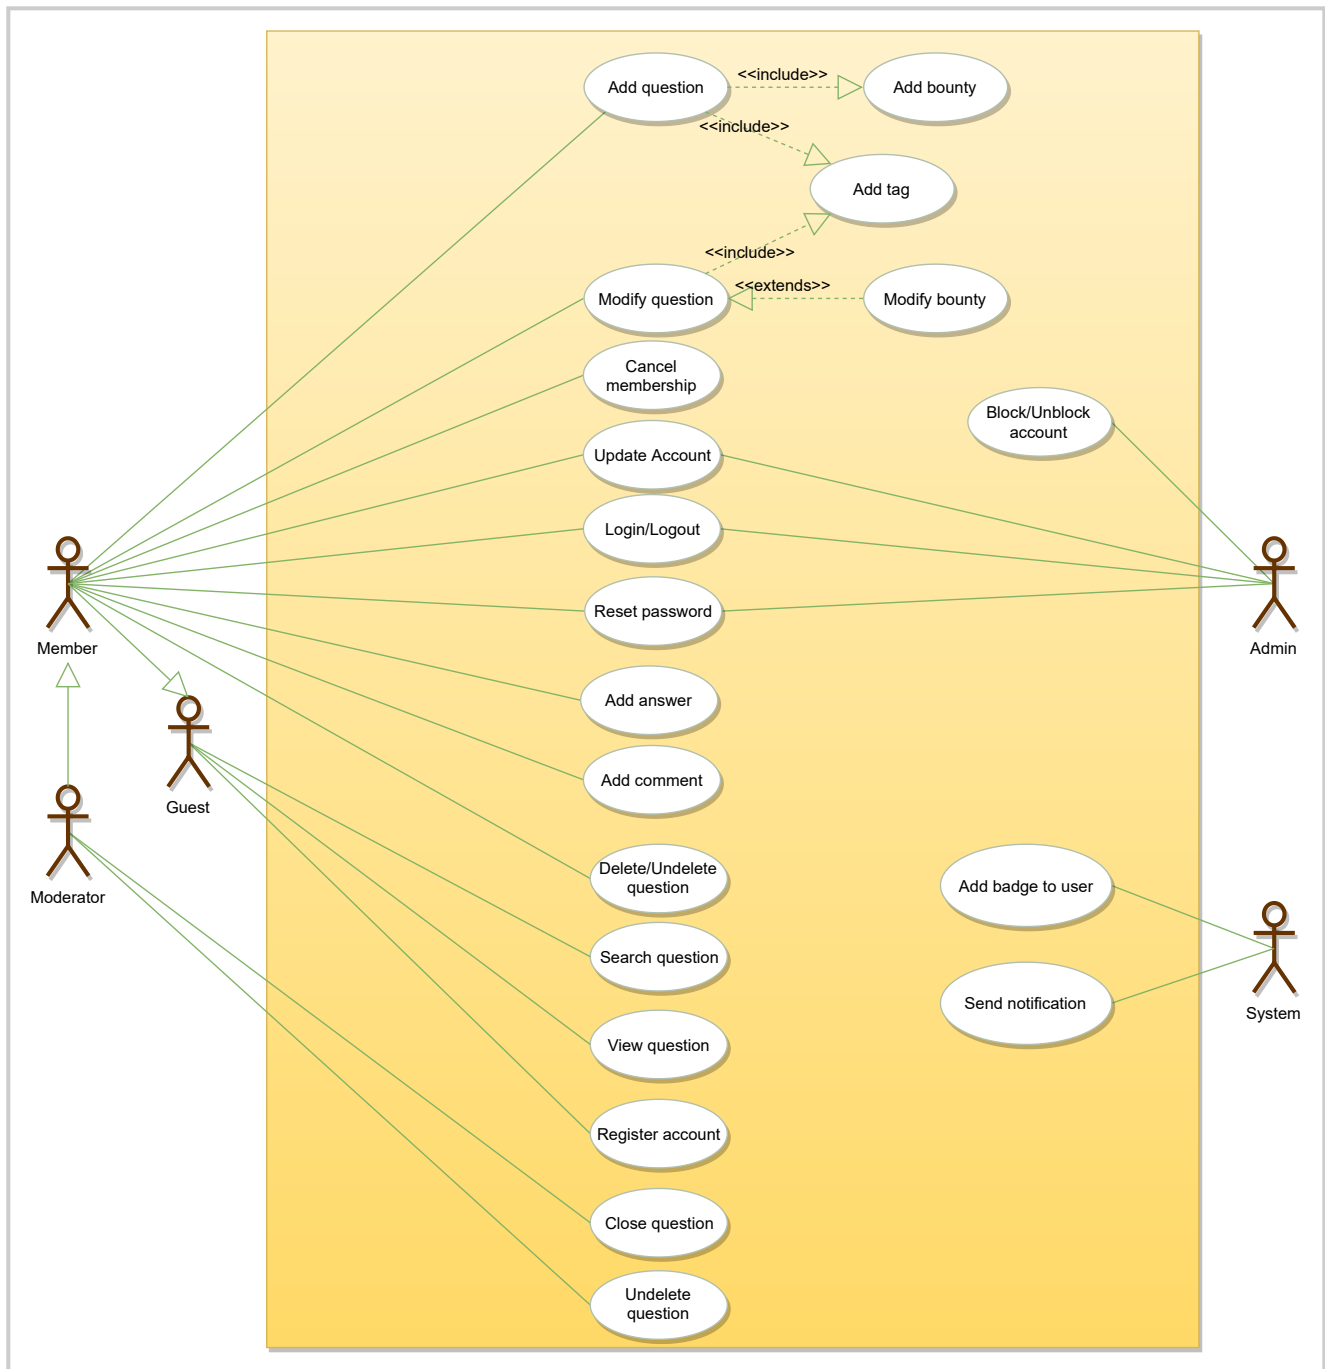 Add question
<<include>>
Add bounty
<<include>>
Add tag
<<include>>
Modify question
<<extends>>
Modify bounty
Cancel
membership
Block/Unblock
account
Update Account
Login/Logout
Reset password
Member
Admin
Add answer
Add comment
Guest
Moderator
Delete/Undelete
question
Add badge to user
Search question
Send notification
System
View question
Register account
Close question
Undelete
question